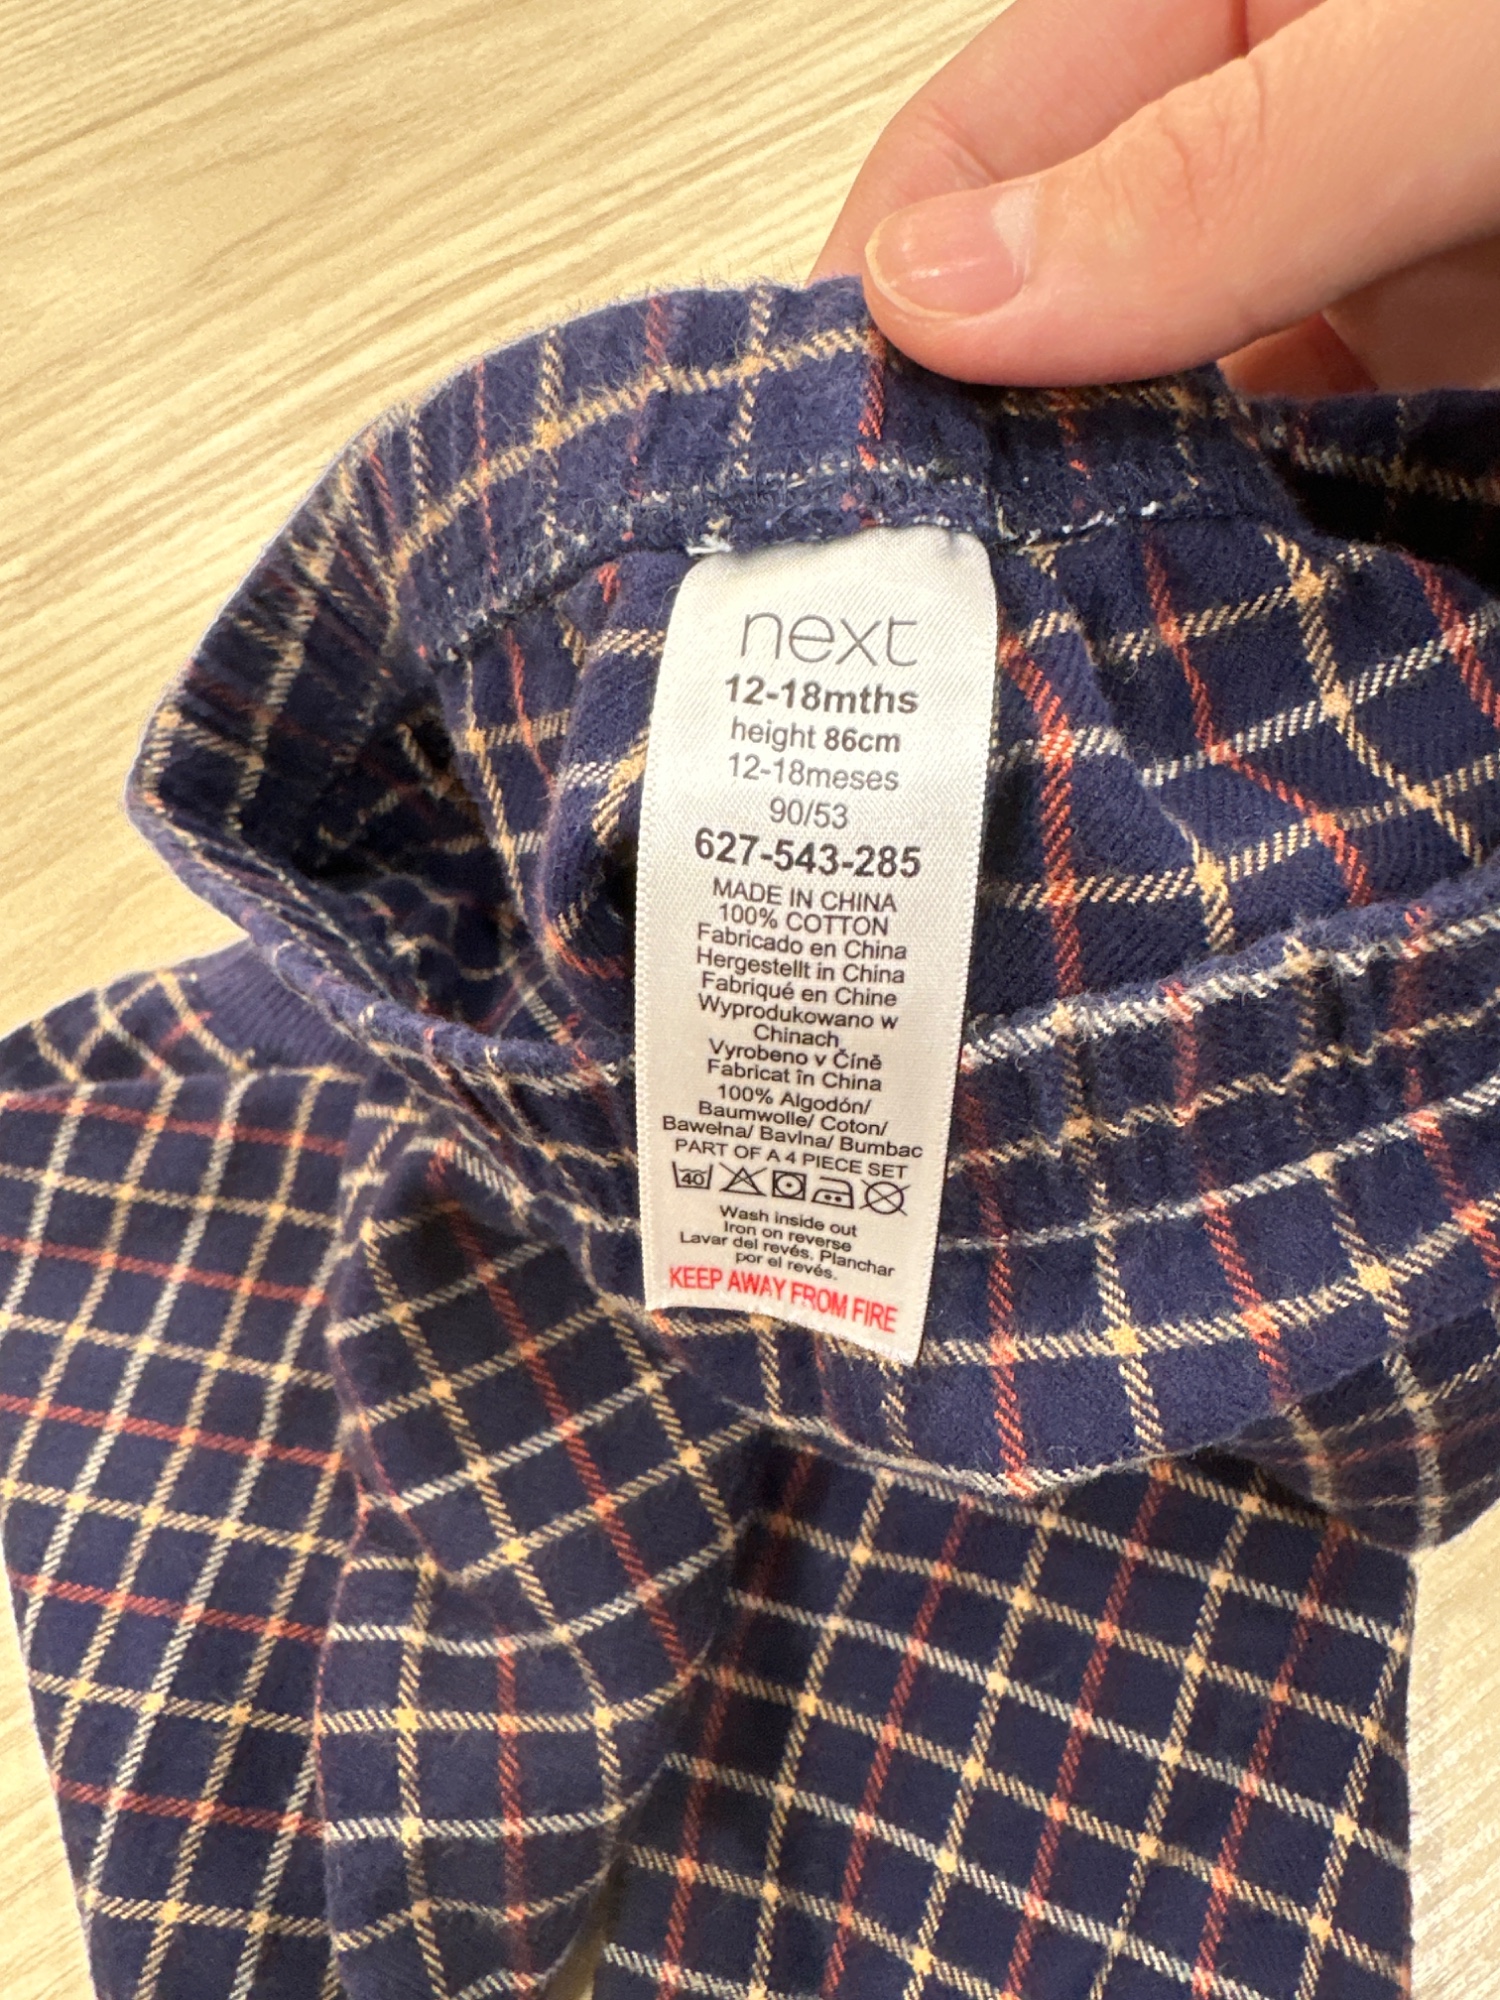 next
12-18mths
height 86cm
12-18meses
90/53
627-543-285
MADE IN CHINA
100% COTTON
Fabricado en China
Hergestellt in China
Fabriqué en Chine
Wyprodukowano w
Chinach
Vyrobeno v Číně
Fabricat în China
100% Algodón/
Baumwolle/ Coton/
Bawełna/ Bavlna/ Bumbac
PART OF A 4 PIECE SET
40
Wash inside out
Iron on reverse
Lavar del revés. Planchar
por el revés.
KEEP AWAY FROM FIRE